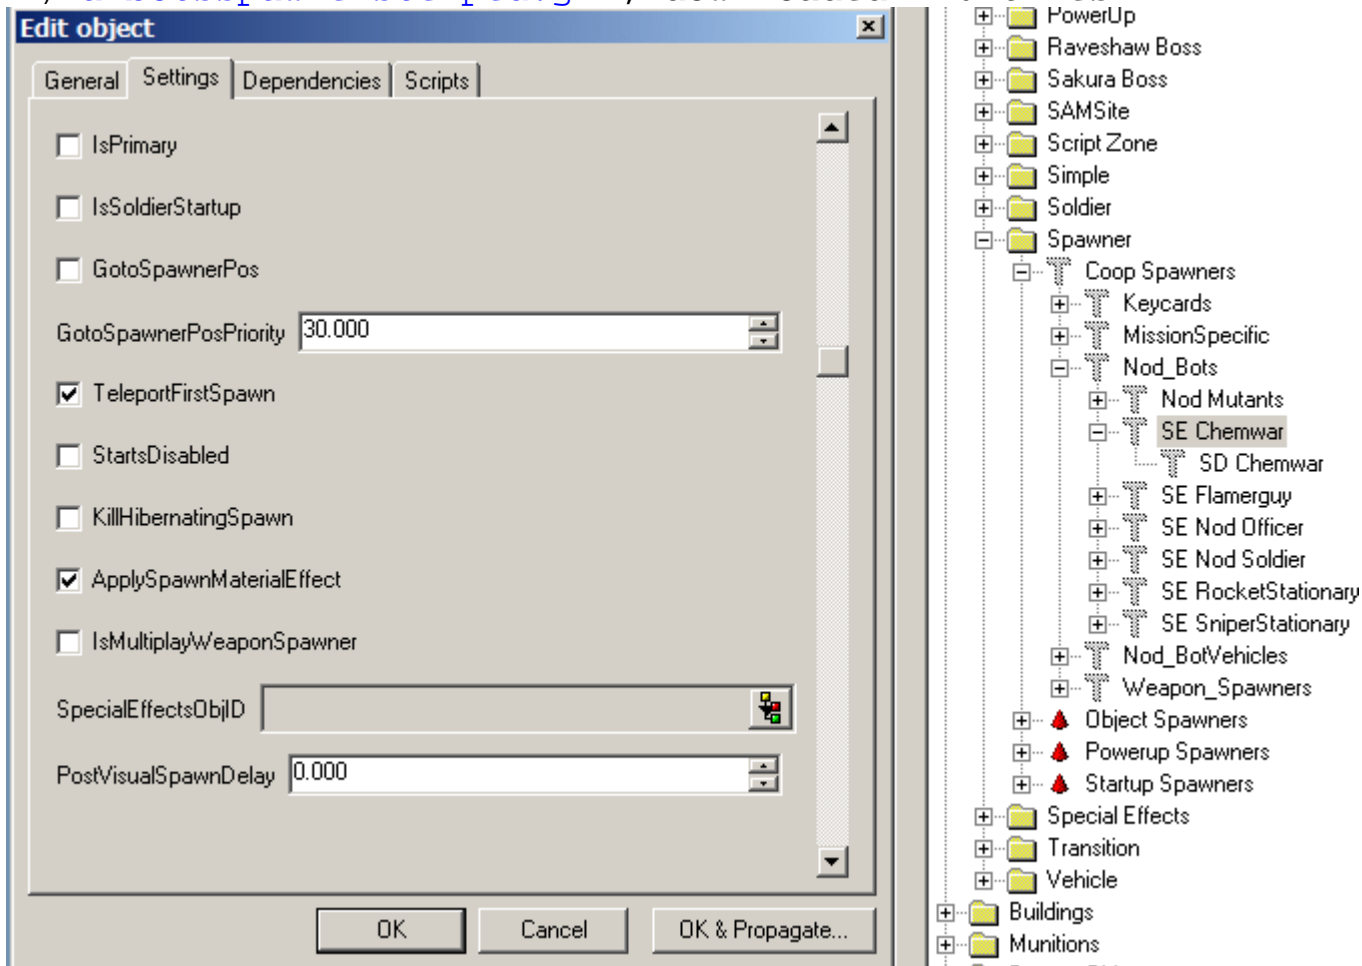 Edit object
General
Settings
Dependencies
Scripts
IsPrimary
IsSoldierStartup
GotoSpawnerPos
GotoSpawnerPosPriority 30.000
TeleportFirstSpawn
StartsDisabled
KillHibernatingSpawn
ApplySpawnMaterialEffect
IsMultiplayWeaponSpawner
SpecialEffectsObjID
PostVisualSpawnDelay 0.000
OK
Cancel
OK & Propagate...
PowerUp
Raveshaw Boss
Sakura Boss
SAMSite
Script Zone
Simple
Soldier
Spawner
Coop Spawners
Keycards
MissionSpecific
Nod_Bots
Nod Mutants
SE Chemwar
SD Chemwar
SE Flamerguy
SE Nod Officer
SE Nod Soldier
SE RocketStationary
SE SniperStationary
Nod_BotVehicles
Weapon_Spawners
Object Spawners
Powerup Spawners
Startup Spawners
Special Effects
Transition
Vehicle
Buildings
Munitions